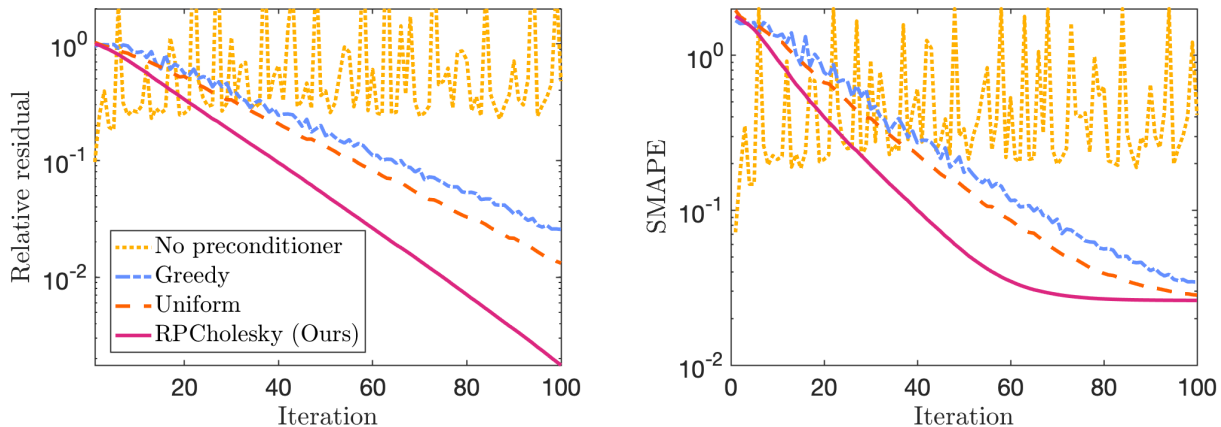 Relative residual
10^0
10^-1
10^-2
No preconditioner
Greedy
Uniform
RPCholesky (Ours)
20 40 60 80 100
Iteration
SMAPE
10^0
10^-1
10^-2
0 20 40 60 80 100
Iteration